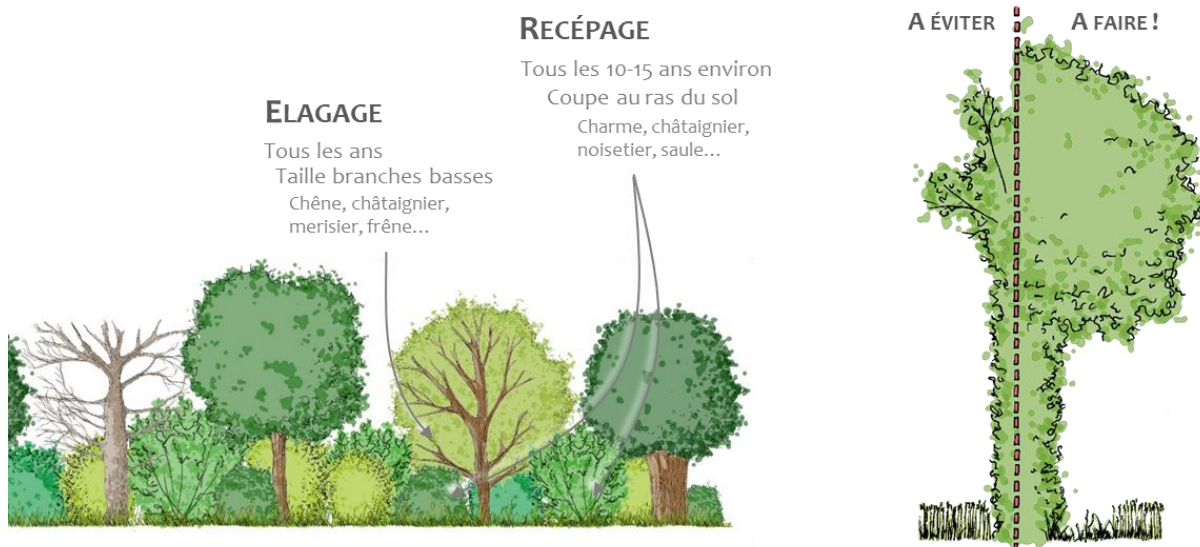 ELAGAGE
Tous les ans
Taille branches basses
Chêne, châtaignier,
merisier, frêne...
RECÉPAGE
Tous les 10-15 ans environ
Coupe au ras du sol
Charme, châtaignier,
noisetier, saule...
A ÉVITER
A FAIRE !